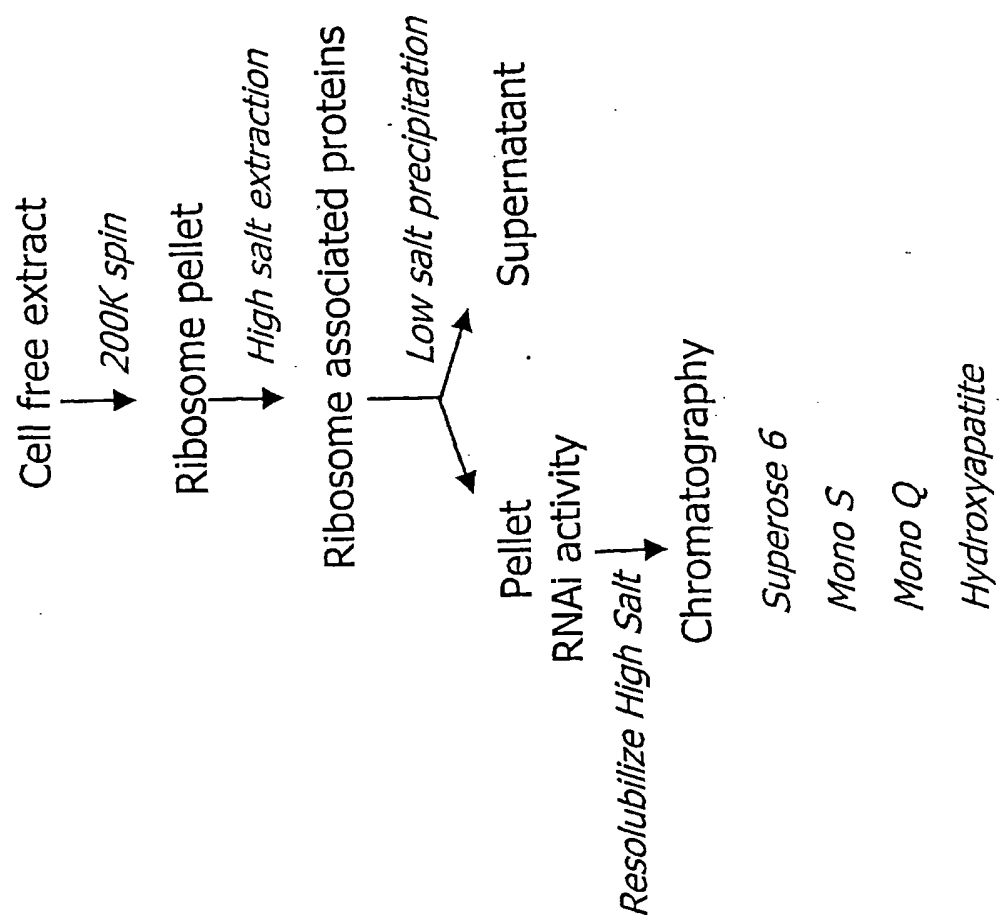 Cell free extract
200K spin
Ribosome pellet
High salt extraction
Ribosome associated proteins
Low salt precipitation
Pellet
Supernatant
RNAi activity
Resolubilize High Salt
Chromatography
Superose 6
Mono S
Mono Q
Hydroxyapatite